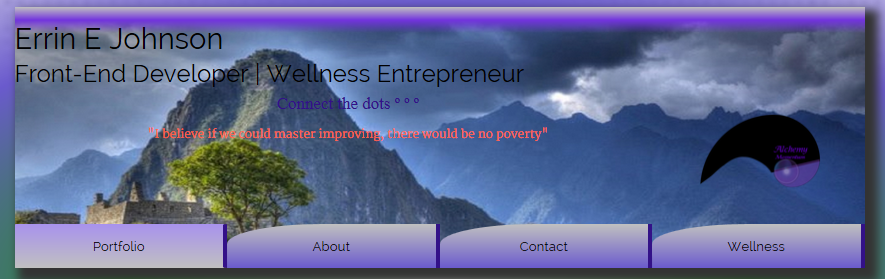 Errin E Johnson
Front-End Developer | Wellness Entrepreneur
Connect the dots ° ° °
"I believe if we could master improving, there would be no poverty"
Alchemy
Portfolio
About
Contact
Wellness